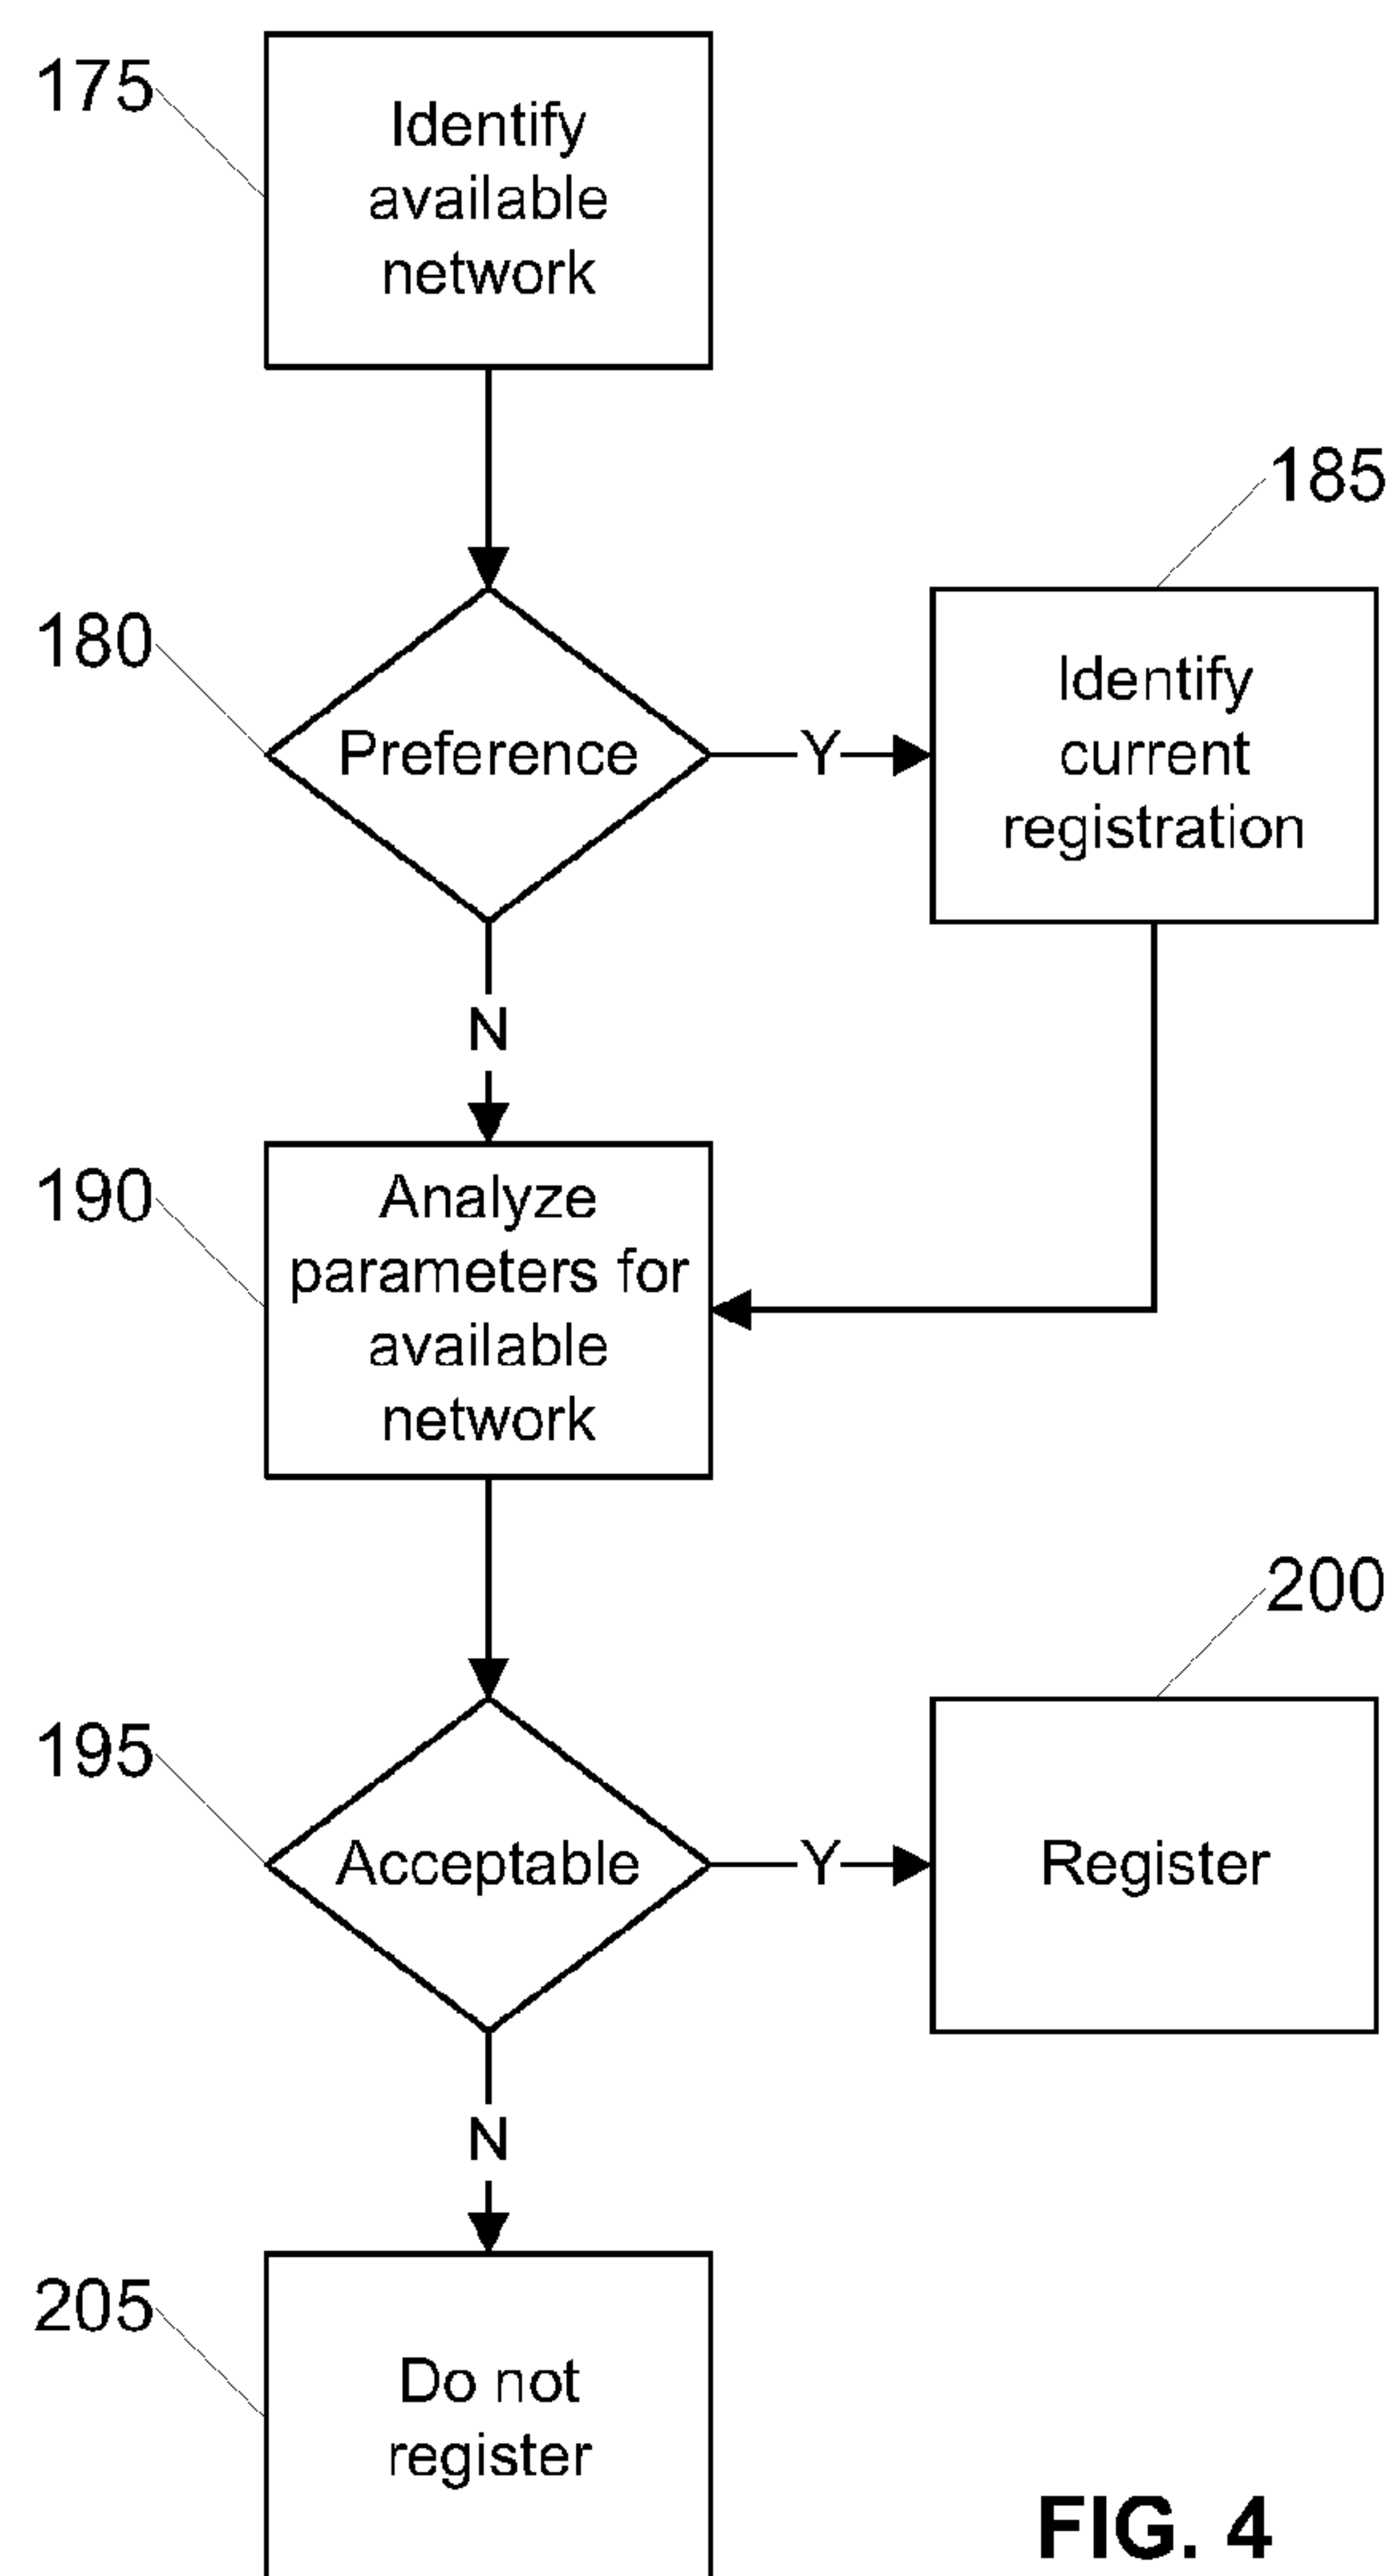 175
Identify
available
network
185
180
Preference
Y
Identify
current
registration
N
190
Analyze
parameters for
available
network
200
195
Acceptable
Y
Register
N
205
Do not
register
FIG. 4